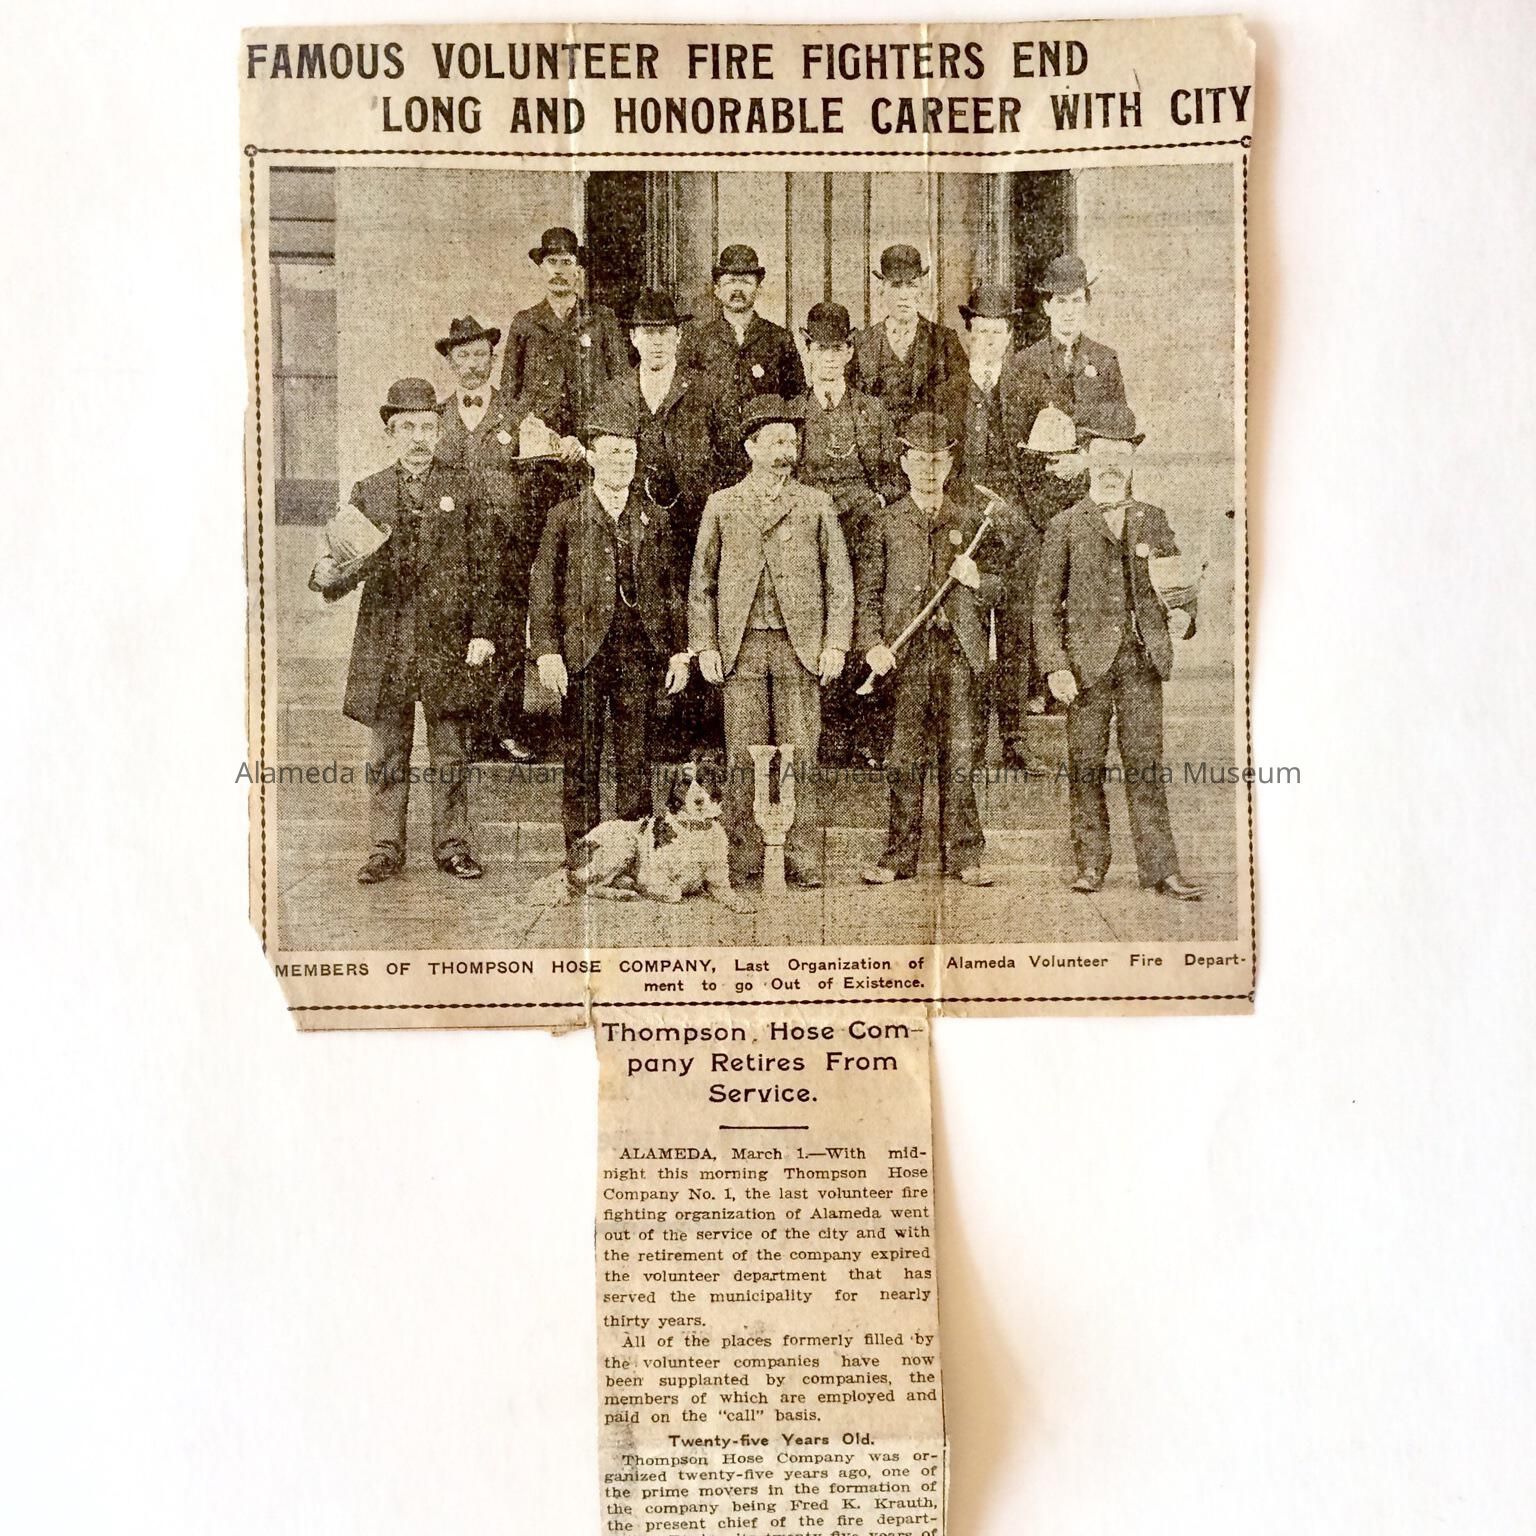 FAMOUS VOLUNTEER FIRE FIGHTERS END
LONG AND HONORABLE CAREER WITH CITY
Alameda Museum - Alameda Museum - Alameda Museum - Alameda Museum
MEMBERS OF THOMPSON HOSE COMPANY, Last Organization of Alameda Volunteer Fire Depart-
ment to go Out of Existence.
Thompson Hose Com-
pany Retires From
Service.
ALAMEDA, March 1.—With mid-
night this morning Thompson Hose
Company No. 1, the last volunteer fire
fighting organization of Alameda went
out of the service of the city and with
the retirement of the company expired
the volunteer department that has
served the municipality for nearly
thirty years.
All of the places formerly filled by
the volunteer companies have now
been supplanted by companies, the
members of which are employed and
paid on the "call" basis.
Twenty-five Years Old.
Thompson Hose Company was or-
ganized twenty-five years ago, one of
the prime movers in the formation of
the company being Fred K. Krauth,
the present chief of the fire depart-